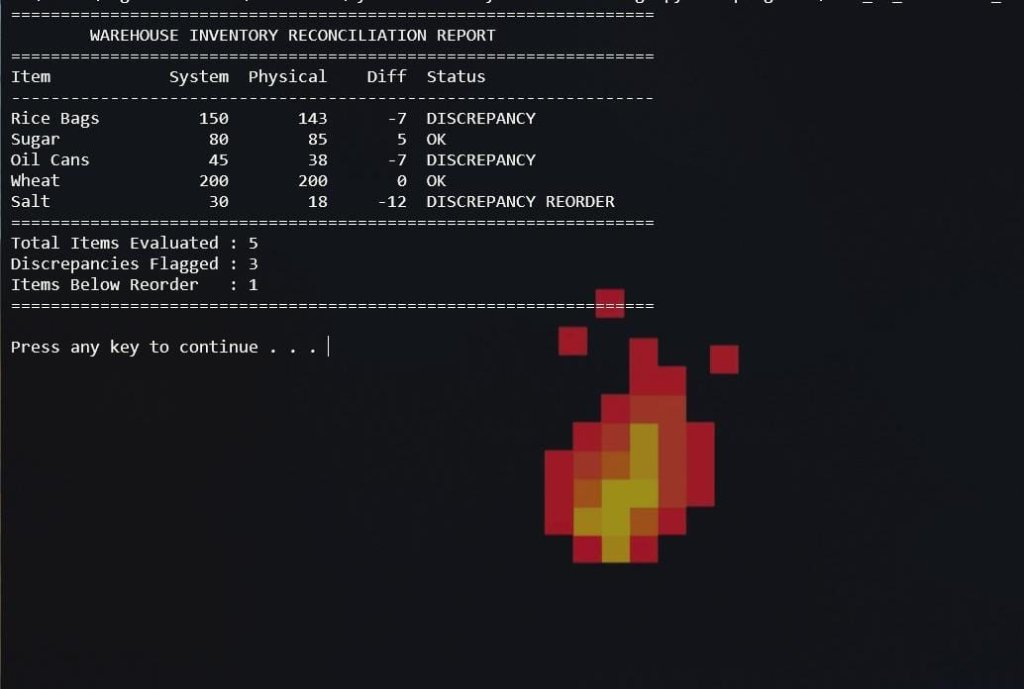 =================================================================
        WAREHOUSE INVENTORY RECONCILIATION REPORT
=================================================================
Item            System  Physical    Diff  Status
-----------------------------------------------------------------
Rice Bags          150       143      -7  DISCREPANCY
Sugar               80        85       5  OK
Oil Cans            45        38      -7  DISCREPANCY
Wheat              200       200       0  OK
Salt                30        18     -12  DISCREPANCY REORDER
=================================================================
Total Items Evaluated : 5
Discrepancies Flagged : 3
Items Below Reorder   : 1
=================================================================
Press any key to continue . . .